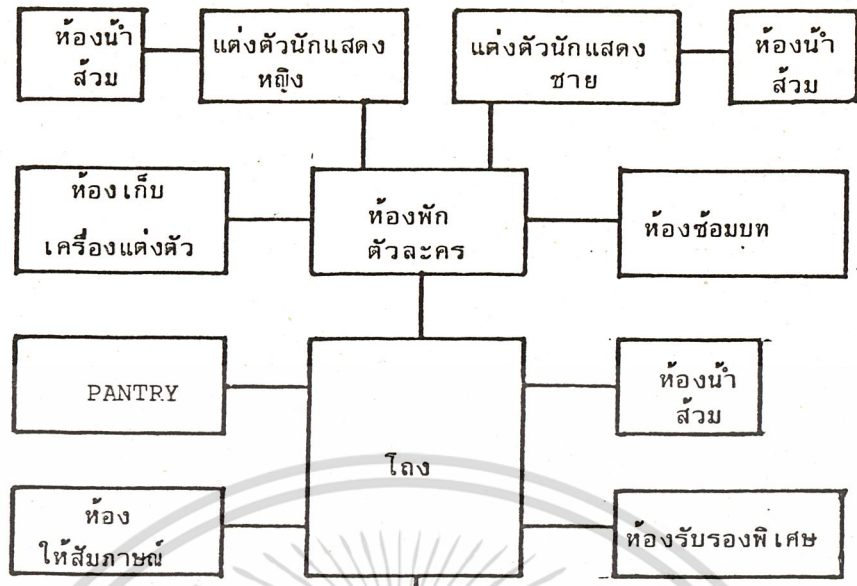 ห้องน้ำ
ส้วม
แต่งตัวนักแสดง
หญิง
แต่งตัวนักแสดง
ชาย
ห้องน้ำ
ส้วม
ห้องเก็บ
เครื่องแต่งตัว
ห้องพัก
ตัวละคร
ห้องซ้อมบท
PANTRY
โถง
ห้องน้ำ
ส้วม
ห้อง
ให้สัมภาษณ์
ห้องรับรองพิเศษ